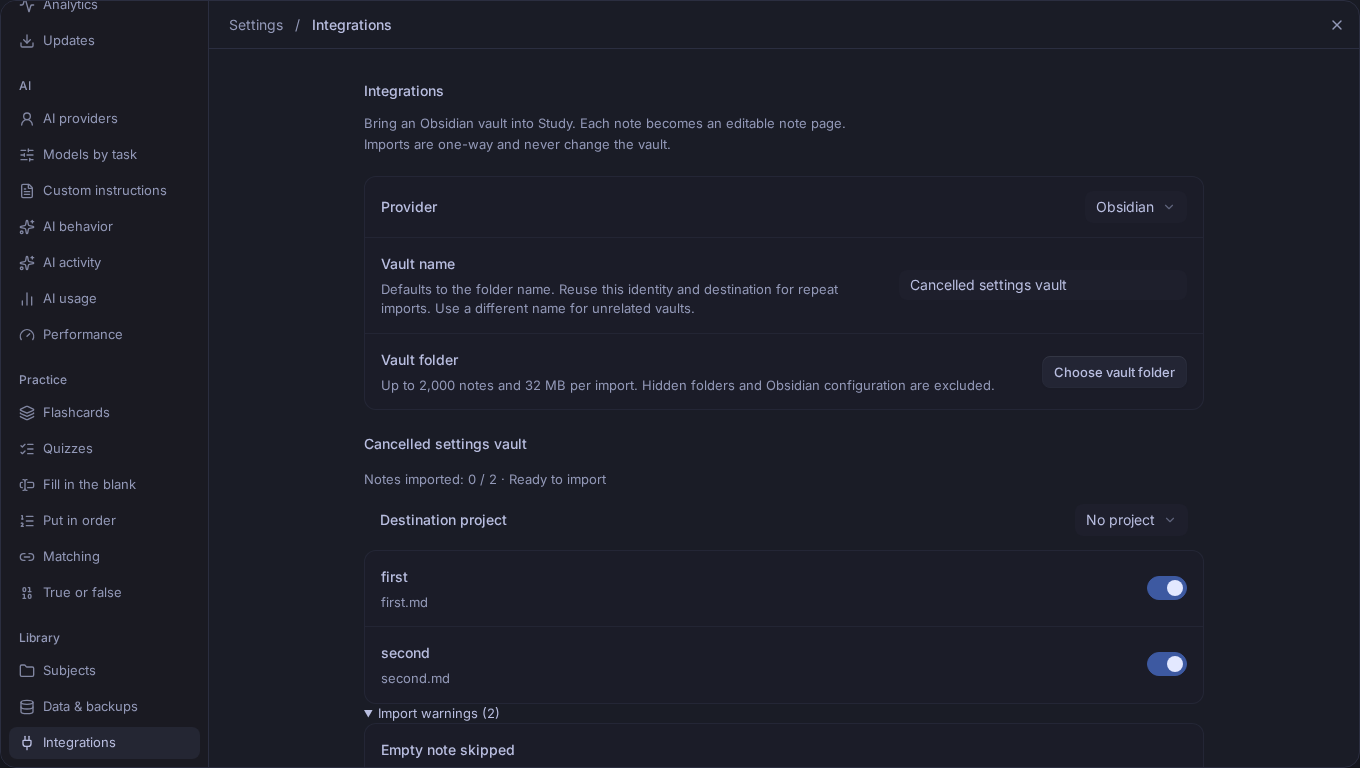 Analytics
Updates
AI
AI providers
Models by task
Custom instructions
AI behavior
AI activity
AI usage
Performance
Practice
Flashcards
Quizzes
Fill in the blank
Put in order
Matching
True or false
Library
Subjects
Data & backups
Integrations
Settings / Integrations
Integrations
Bring an Obsidian vault into Study. Each note becomes an editable note page.
Imports are one-way and never change the vault.
Provider
Obsidian
Vault name
Defaults to the folder name. Reuse this identity and destination for repeat
imports. Use a different name for unrelated vaults.
Cancelled settings vault
Vault folder
Up to 2,000 notes and 32 MB per import. Hidden folders and Obsidian configuration are excluded.
Choose vault folder
Cancelled settings vault
Notes imported: 0 / 2 · Ready to import
Destination project
No project
first
first.md
second
second.md
Import warnings (2)
Empty note skipped